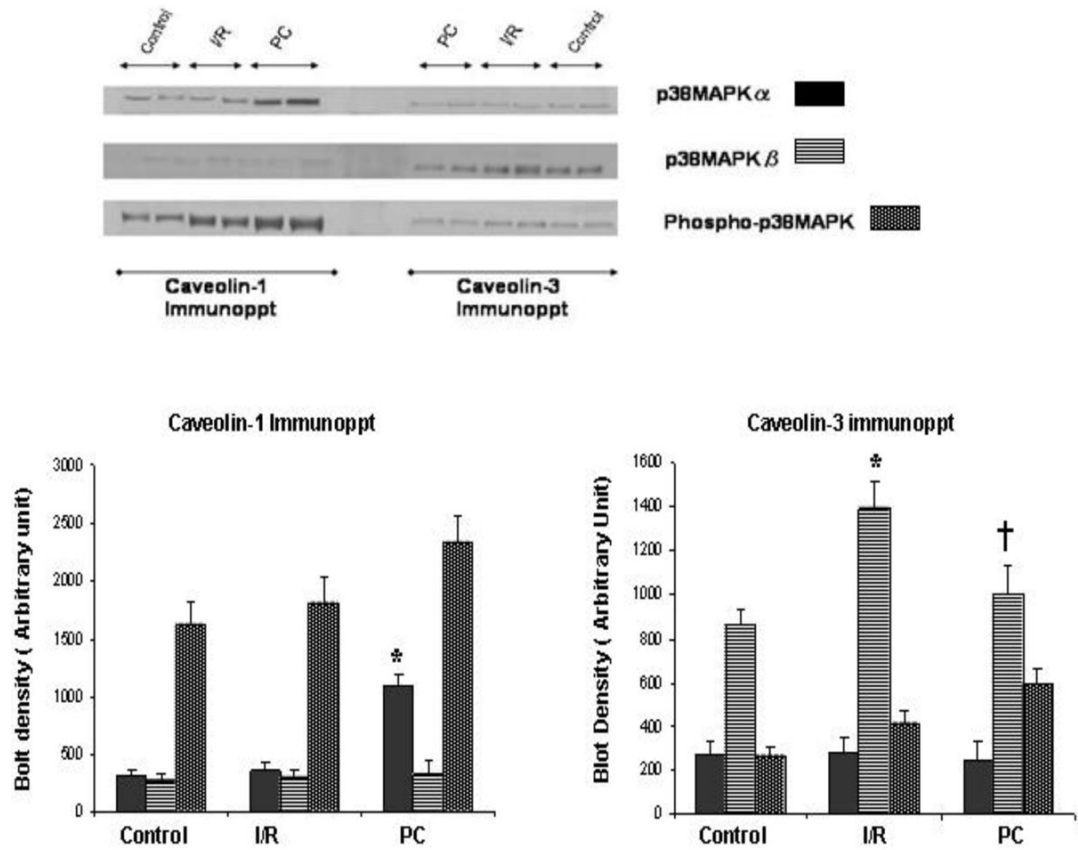 Control I/R PC PC I/R Control
p38MAPKα
p38MAPKβ
Phospho-p38MAPK
Caveolin-1
Immunoppt
Caveolin-3
Immunoppt
Caveolin-1 Immunoppt
Bolt density ( Arbitrary unit)
3000
2500
2000
1500
1000
500
0
*
Control I/R PC
Caveolin-3 immunoppt
Blot Density ( Arbitrary Unit)
1600
1400
1200
1000
800
600
400
200
0
*
†
Control I/R PC